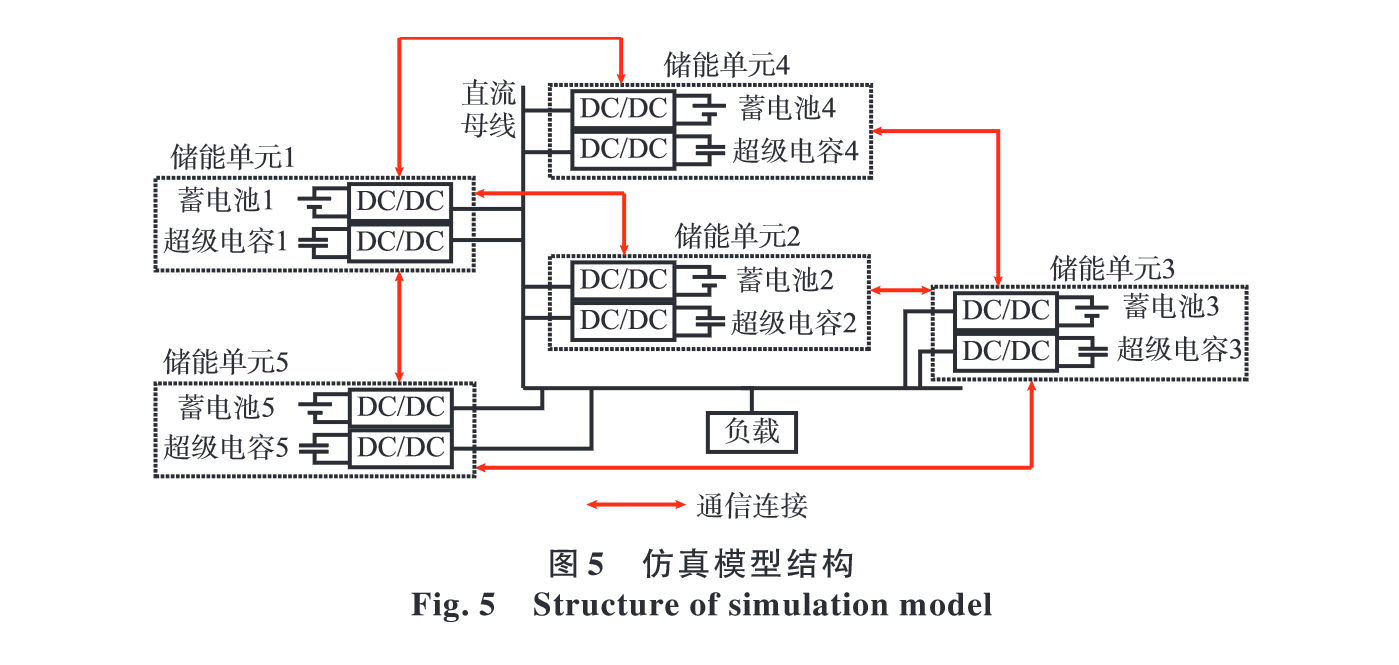 储能单元4
直流
母线
DC/DC
蓄电池4
DC/DC
超级电容4
储能单元1
蓄电池1
DC/DC
超级电容1
DC/DC
储能单元2
DC/DC
蓄电池2
DC/DC
超级电容2
储能单元3
DC/DC
蓄电池3
DC/DC
超级电容3
储能单元5
蓄电池5
DC/DC
超级电容5
DC/DC
负载
通信连接
图 5 仿真模型结构
Fig. 5 Structure of simulation model